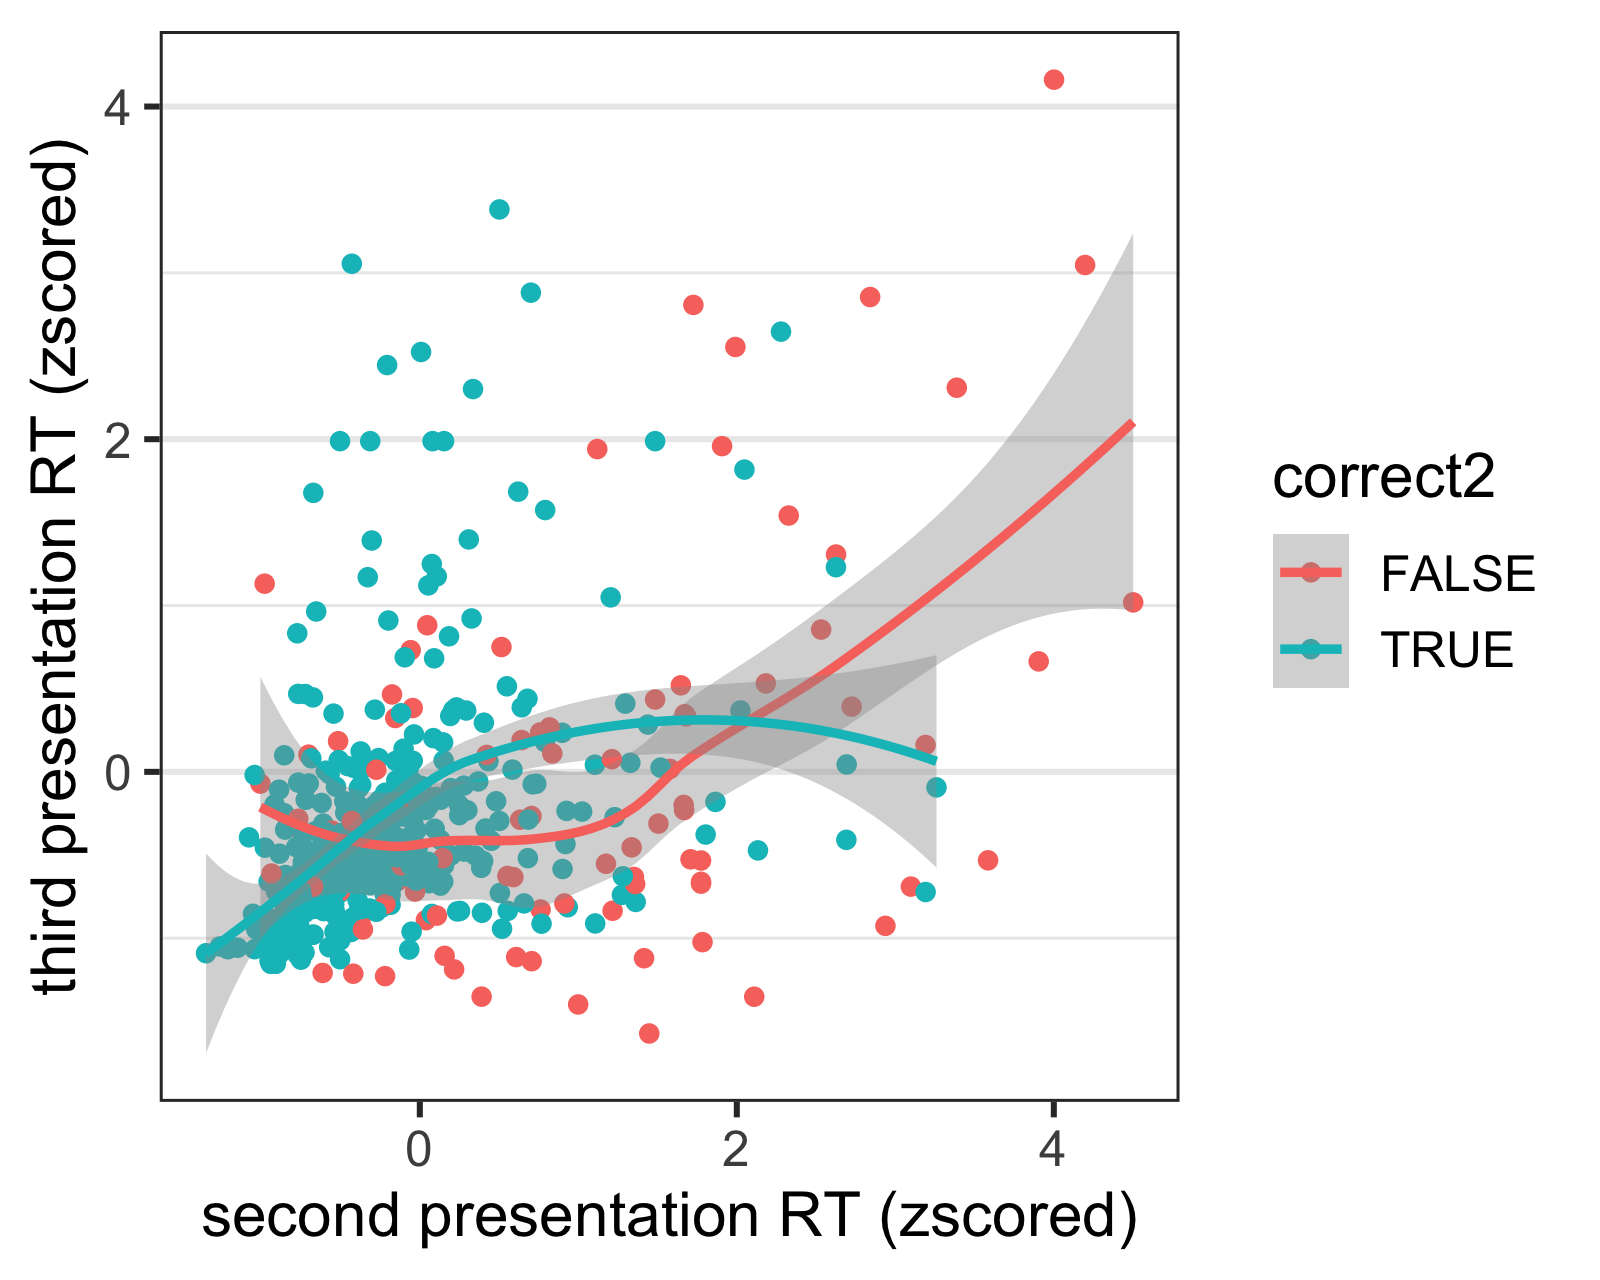 4
2
0
third presentation RT (zscored)
0
2
4
second presentation RT (zscored)
correct2
FALSE
TRUE